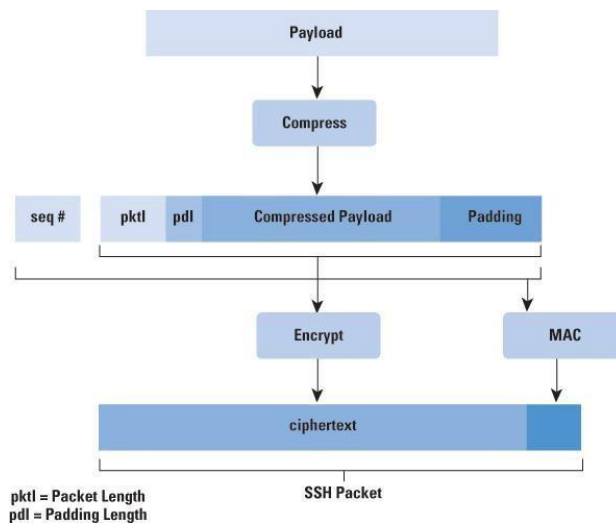 Payload
Compress
seq # pktl pdl Compressed Payload Padding
Encrypt MAC
ciphertext
SSH Packet
pktl = Packet Length
pdl = Padding Length